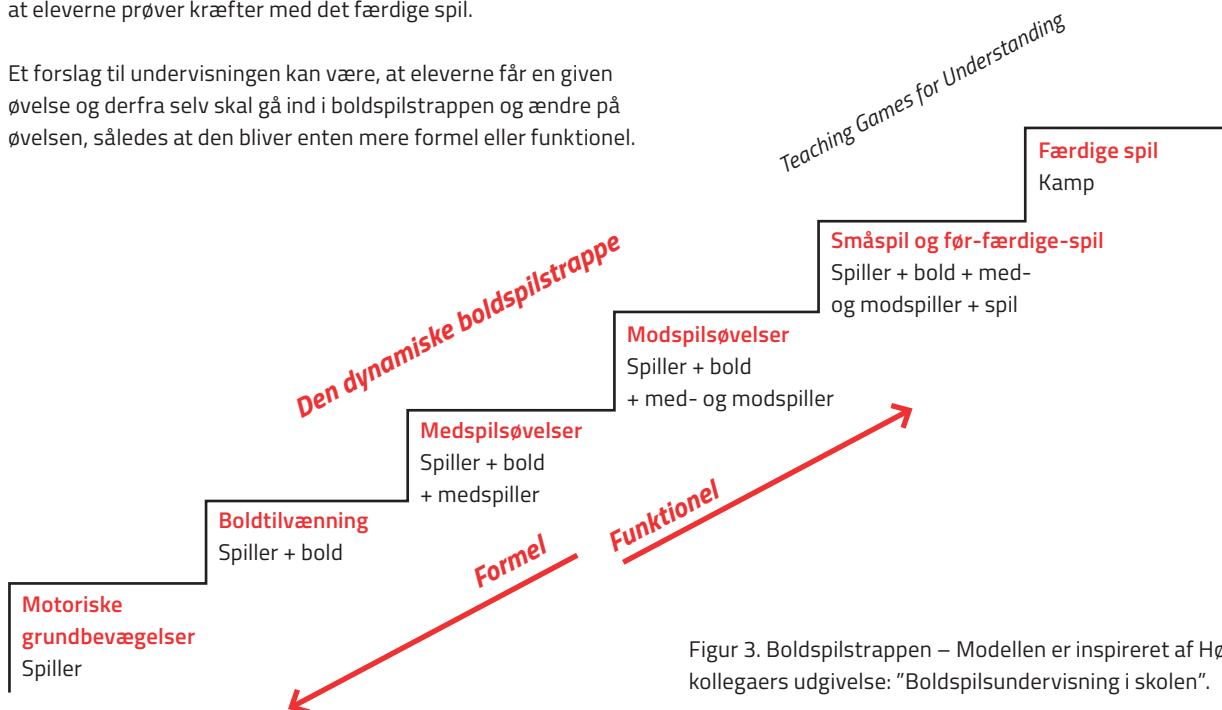 at eleverne prøver kræfter med det færdige spil.
Et forslag til undervisningen kan være, at eleverne får en given
øvelse og derfra selv skal gå ind i boldspilstrappen og ændre på
øvelsen, således at den bliver enten mere formel eller funktionel.
Teaching Games for Understanding
Færdige spil
Kamp
Småspil og før-færdige-spil
Spiller + bold + med-
og modspiller + spil
Den dynamiske boldspilstrappe
Modspilsøvelser
Spiller + bold
+ med- og modspiller
Medspilsøvelser
Spiller + bold
+ medspiller
Boldtilvænning
Spiller + bold
Formel
Funktionel
Motoriske
grundbevægelser
Spiller
Figur 3. Boldspilstrappen – Modellen er inspireret af
kollegaers udgivelse: ”Boldspilsundervisning i skolen”.